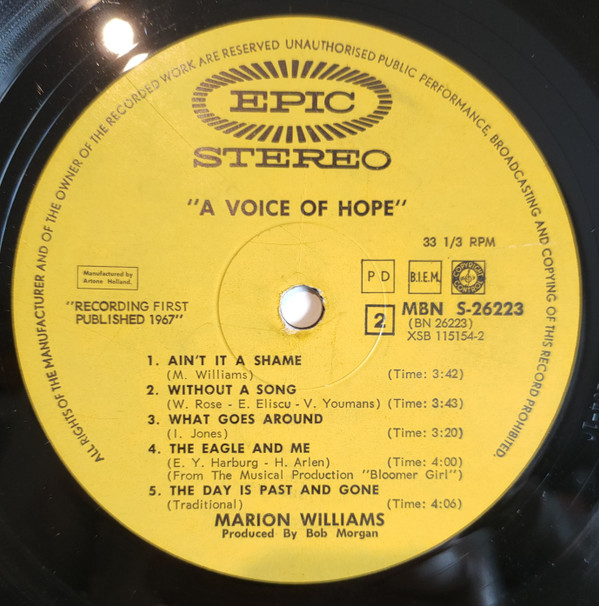 ALL RIGHTS OF THE MANUFACTURER AND OF THE OWNER OF THE RECORDED WORK ARE RESERVED UNAUTHORISED PUBLIC PERFORMANCE, BROADCASTING AND COPYING OF THIS RECORD PROHIBITED.
EPIC
STEREO
"A VOICE OF HOPE"
33 1/3 RPM
Manufactured by
Artone Holland.
P D
B.I.E.M.
COPYRIGHT
CONTROL
"RECORDING FIRST
PUBLISHED 1967"
2
MBN S-26223
(BN 26223)
XSB 115154-2
1. AIN'T IT A SHAME
(M. Williams) (Time: 3:42)
2. WITHOUT A SONG
(W. Rose - E. Eliscu - V. Youmans) (Time: 3:43)
3. WHAT GOES AROUND
(I. Jones) (Time: 3:20)
4. THE EAGLE AND ME
(E. Y. Harburg - H. Arlen) (Time: 4:00)
(From The Musical Production "Bloomer Girl")
5. THE DAY IS PAST AND GONE
(Traditional) (Time: 4:06)
MARION WILLIAMS
Produced By Bob Morgan